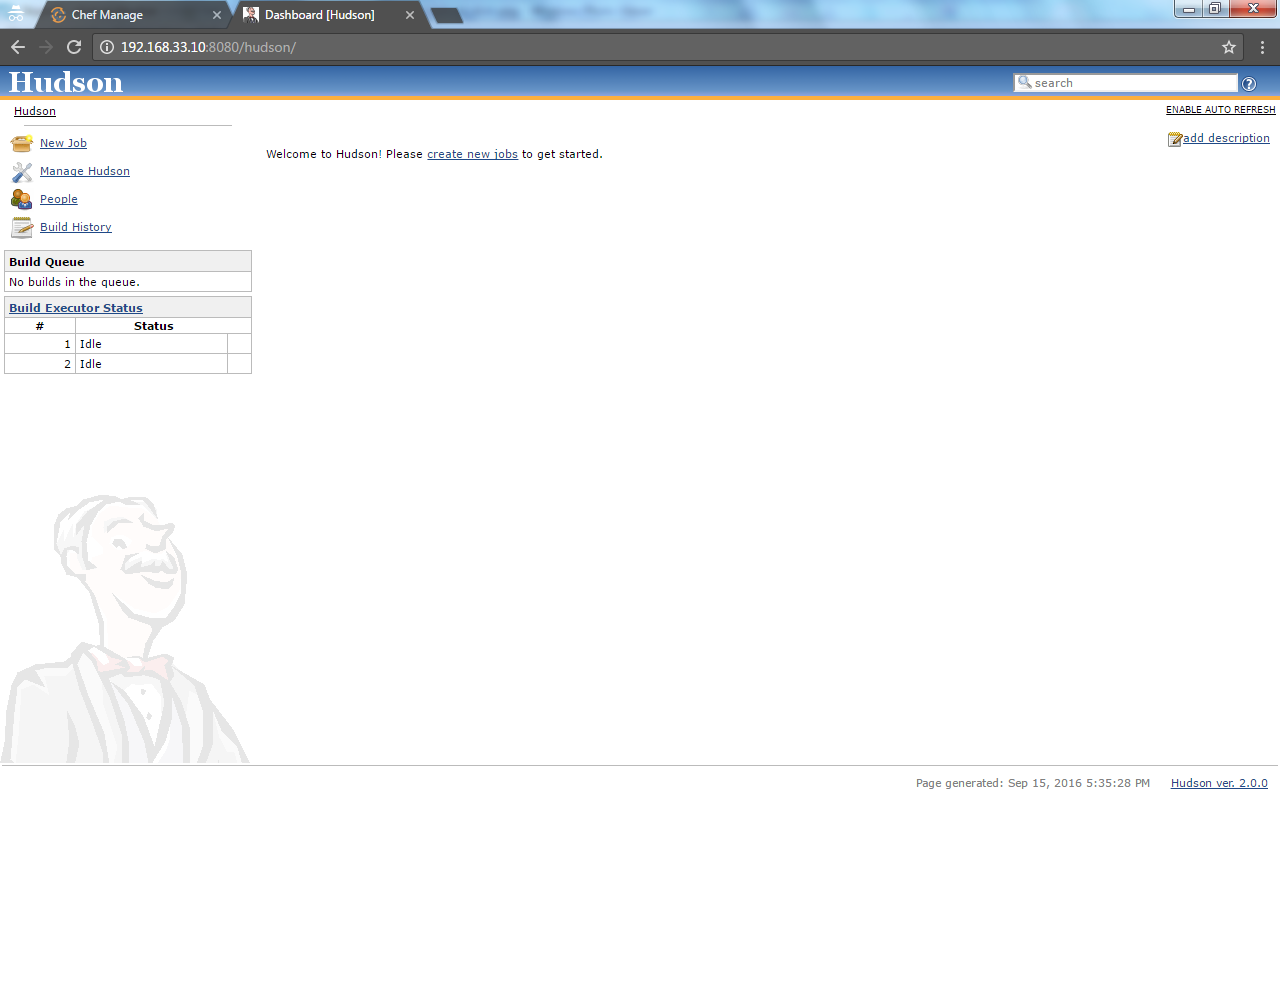 Chef Manage
Dashboard [Hudson]
192.168.33.10:8080/hudson/
Hudson
search
Hudson
ENABLE AUTO REFRESH
New Job
add description
Welcome to Hudson! Please create new jobs to get started.
Manage Hudson
People
Build History
Build Queue
No builds in the queue.
Build Executor Status
# Status
1 Idle
2 Idle
Page generated: Sep 15, 2016 5:35:28 PM Hudson ver. 2.0.0